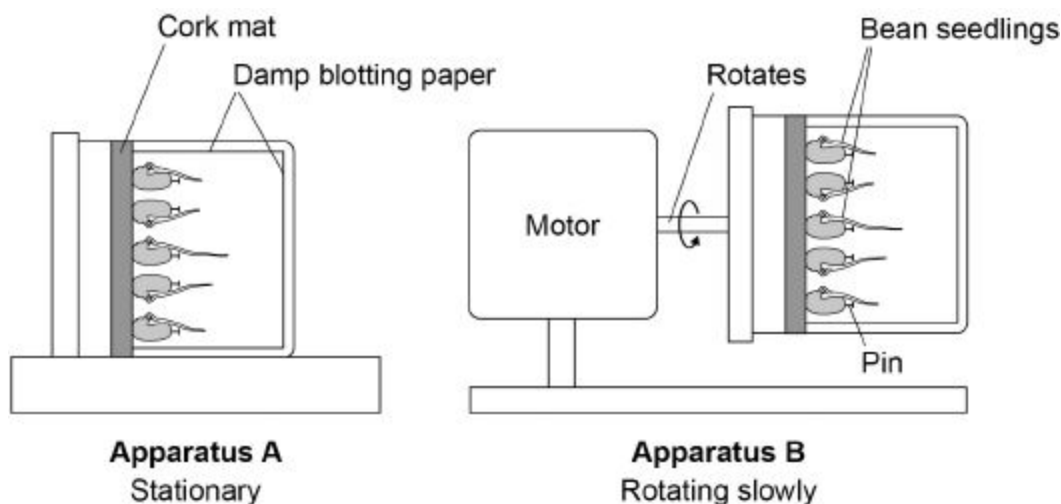 Cork mat
Damp blotting paper
Bean seedlings
Rotates
Motor
Pin
Apparatus A
Stationary
Apparatus B
Rotating slowly